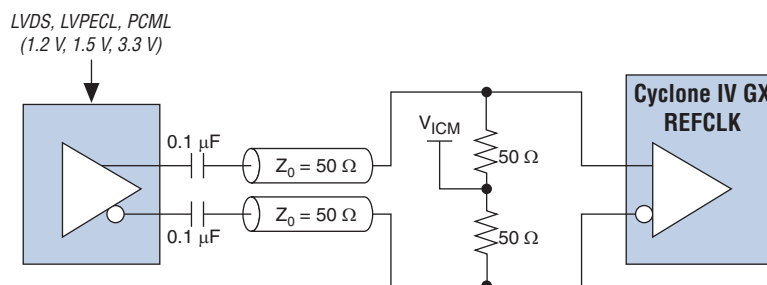 LVDS, LVPECL, PCML
(1.2 V, 1.5 V, 3.3 V)
Cyclone IV GX
REFCLK
0.1 μF
Z0 = 50 Ω
VICM
50 Ω
Z0 = 50 Ω
0.1 μF
50 Ω